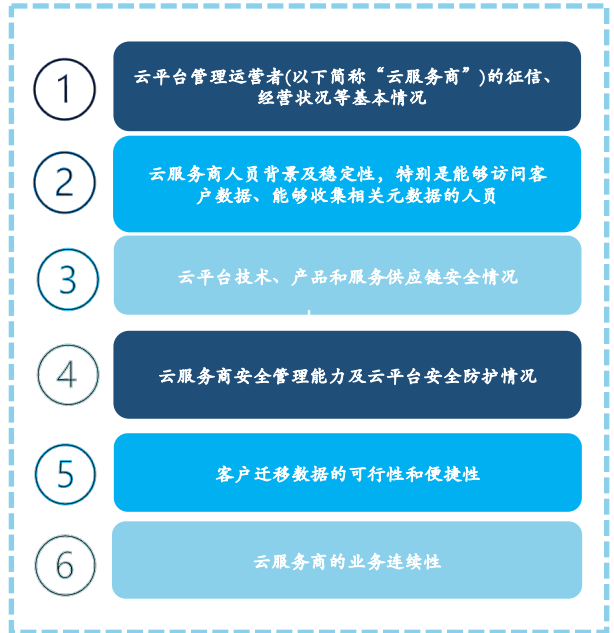 1
云平台管理运营者(以下简称“云服务商”)的征信、
经营状况等基本情况
2
云服务商人员背景及稳定性，特别是能够访问客
户数据、能够收集相关元数据的人员
3
云平台技术、产品和服务供应链安全情况
4
云服务商安全管理能力及云平台安全防护情况
5
客户迁移数据的可行性和便捷性
6
云服务商的业务连续性